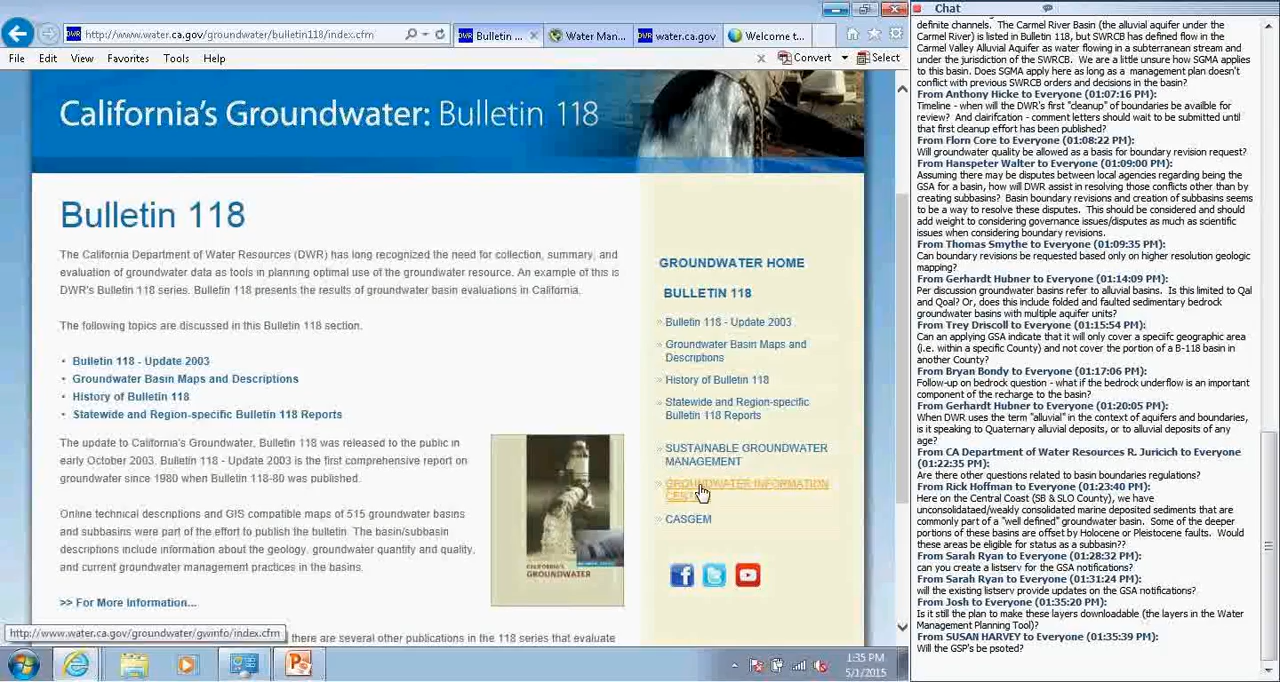 http://www.water.ca.gov/groundwater/bulletin118/index.cfm
Bulletin ...
Water Man...
water.ca.gov
Welcome t...
File Edit View Favorites Tools Help
Convert
Select
California's Groundwater: Bulletin 118
Bulletin 118
The California Department of Water Resources (DWR) has long recognized the need for collection, summary, and
evaluation of groundwater data as tools in planning optimal use of the groundwater resource. An example of this is
DWR's Bulletin 118 series. Bulletin 118 presents the results of groundwater basin evaluations in California.
The following topics are discussed in this Bulletin 118 section.
• Bulletin 118 - Update 2003
• Groundwater Basin Maps and Descriptions
• History of Bulletin 118
• Statewide and Region-specific Bulletin 118 Reports
The update to California's Groundwater, Bulletin 118 was released to the public in
early October 2003. Bulletin 118 - Update 2003 is the first comprehensive report on
groundwater since 1980 when Bulletin 118-80 was published.
Online technical descriptions and GIS compatible maps of 515 groundwater basins
and subbasins were part of the effort to publish the bulletin. The basin/subbasin
descriptions include information about the geology, groundwater quantity and quality,
and current groundwater management practices in the basins.
>> For More Information...
there are several other publications in the 118 series that evaluate
http://www.water.ca.gov/groundwater/gwinfo/index.cfm
CALIFORNIA'S
GROUNDWATER
GROUNDWATER HOME
BULLETIN 118
» Bulletin 118 - Update 2003
» Groundwater Basin Maps and
Descriptions
» History of Bulletin 118
» Statewide and Region-specific
Bulletin 118 Reports
» SUSTAINABLE GROUNDWATER
MANAGEMENT
» GROUNDWATER INFORMATION
» CASGEM
1:35 PM
5/1/2015
Chat
definite channels. The Carmel River Basin (the alluvial aquifer under the
Carmel River) is listed in Bulletin 118, but SWRCB has defined flow in the
Carmel Valley Alluvial Aquifer as water flowing in a subterranean stream and
under the jurisdiction of the SWRCB. We are a little unsure how SGMA applies
to this basin. Does SGMA apply here as long as a management plan doesn't
conflict with previous SWRCB orders and decisions in the basin?
From Anthony Hicke to Everyone (01:07:16 PM):
Timeline - when will the DWR's first "cleanup" of boundaries be availble for
review? And clairifcation - comment letters should wait to be submitted until
that first cleanup effort has been published?
From Florn Core to Everyone (01:08:22 PM):
Will groundwater quality be allowed as a basis for boundary revision request?
From Hanspeter Walter to Everyone (01:09:00 PM):
Assuming there may be disputes between local agencies regarding being the
GSA for a basin, how will DWR assist in resolving those conflicts other than by
creating subbasins? Basin boundary revisions and creation of subbasins seems
to be a way to resolve these disputes. This should be considered and should
add weight to considering governance issues/disputes as much as scientific
issues when considering boundary revisions.
From Thomas Smythe to Everyone (01:09:35 PM):
Can boundary revisions be requested based only on higher resolution geologic
mapping?
From Gerhardt Hubner to Everyone (01:14:09 PM):
Per discussion groundwater basins refer to alluvial basins. Is this limited to Qal
and Qoal? Or, does this include folded and faulted sedimentary bedrock
groundwater basins with multiple aquifer units?
From Trey Driscoll to Everyone (01:15:54 PM):
Can an applying GSA indicate that it will only cover a speciifc geographic area
(i.e. within a specific County) and not cover the portion of a B-118 basin in
another County?
From Bryan Bondy to Everyone (01:17:06 PM):
Follow-up on bedrock question - what if the bedrock underflow is an important
component of the recharge to the basin?
From Gerhardt Hubner to Everyone (01:20:05 PM):
When DWR uses the term "alluvial" in the context of aquifers and boundaries,
is it speaking to Quaternary alluvial deposits, or to alluvial deposits of any
age?
From CA Department of Water Resources R. Juricich to Everyone
(01:22:35 PM):
Are there other questions related to basin boundaries regulations?
From Rick Hoffman to Everyone (01:23:40 PM):
Here on the Central Coast (SB & SLO County), we have
unconsolidataed/weakly consolidated marine deposited sediments that are
commonly part of a "well defined" groundwater basin. Some of the deeper
portions of these basins are offset by Holocene or Pleistocene faults. Would
these areas be eligible for status as a subbasin??
From Sarah Ryan to Everyone (01:28:32 PM):
can you create a listserv for the GSA notifications?
From Sarah Ryan to Everyone (01:31:24 PM):
will the existing listserv provide updates on the GSA notifications?
From Josh to Everyone (01:35:20 PM):
Is it still the plan to make these layers downloadable (the layers in the Water
Management Planning Tool)?
From SUSAN HARVEY to Everyone (01:35:39 PM):
Will the GSP's be psoted?